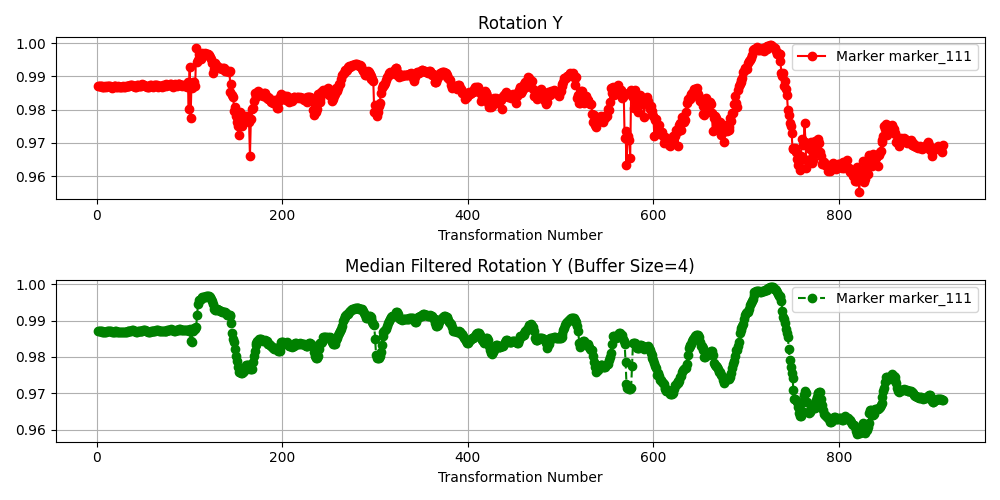 Rotation Y
1.00
0.99
0.98
0.97
0.96
Marker marker_111
0 200 400 600 800
Transformation Number
Median Filtered Rotation Y (Buffer Size=4)
1.00
0.99
0.98
0.97
0.96
Marker marker_111
0 200 400 600 800
Transformation Number